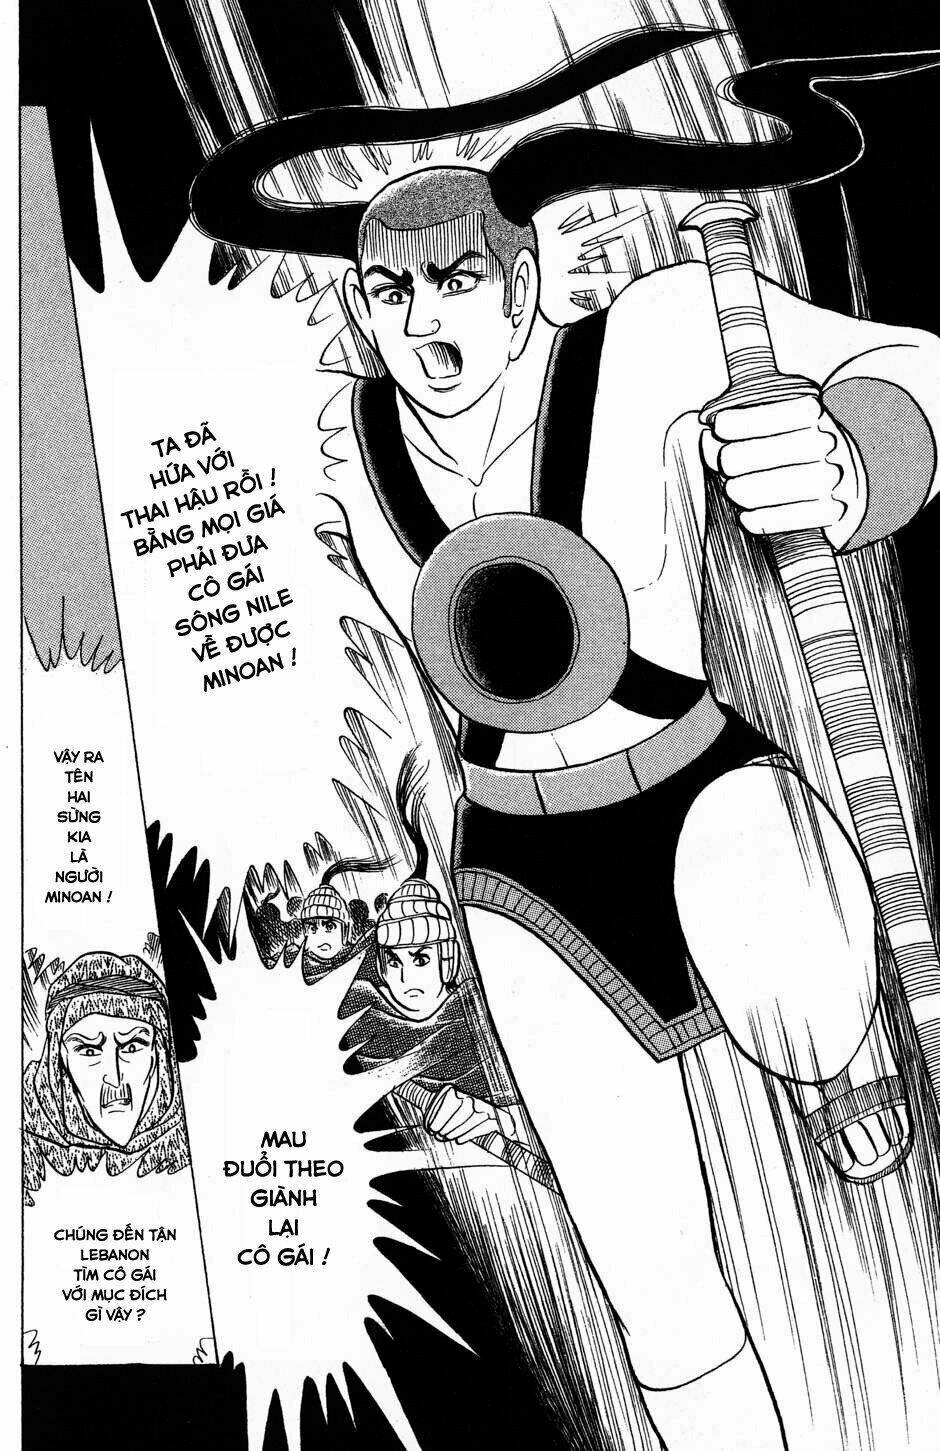 TA ĐÃ
HỨA VỚI
THAI HẬU RỒI !
BẰNG MỌI GIÁ
PHẢI ĐƯA
CÔ GÁI
SÔNG NILE
VỀ ĐƯỢC
MINOAN !
MAU
ĐUỔI THEO
GIÀNH
LẠI
CÔ GÁI !
VẬY RA
TÊN
HAI
SỪNG
KIA
LÀ
NGƯỜI
MINOAN !
CHÚNG ĐẾN TẬN
LEBANON
TÌM CÔ GÁI
VỚI MỤC ĐÍCH
GÌ VẬY ?